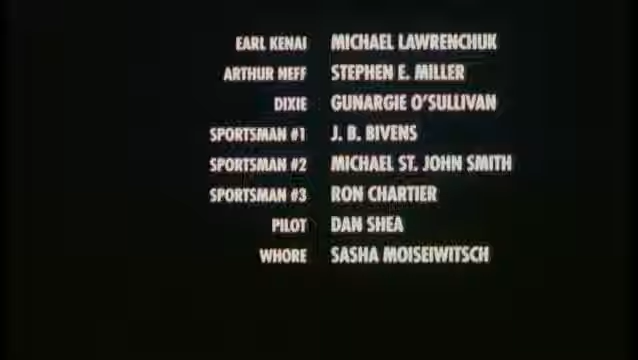 EARL KENAI MICHAEL LAWRENCHUK
ARTHUR NEFF STEPHEN E. MILLER
DIXIE GUNARGIE O'SULLIVAN
SPORTSMAN #1 J. B. BIVENS
SPORTSMAN #2 MICHAEL ST. JOHN SMITH
SPORTSMAN #3 RON CHARTIER
PILOT DAN SHEA
WHORE SASHA MOISEIWITSCH